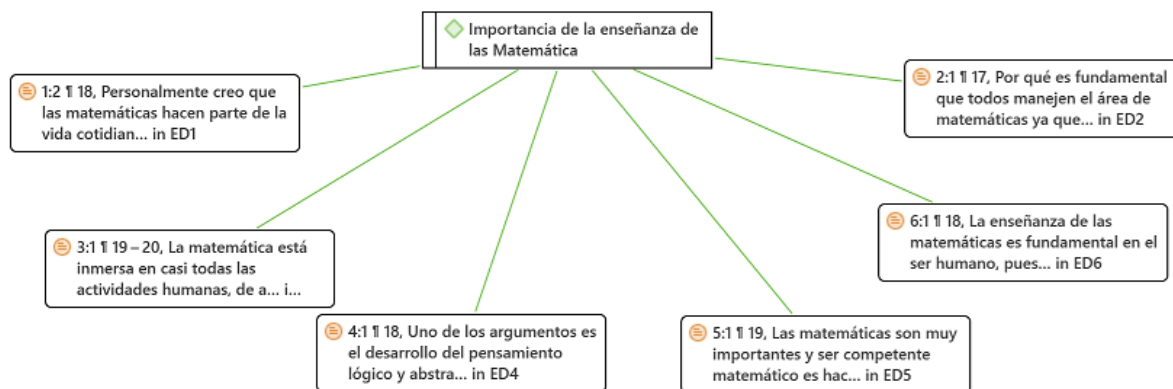 Importancia de la enseñanza de
las Matemática
1:2 ¶ 18, Personalmente creo que
las matemáticas hacen parte de la
vida cotidian... in ED1
2:1 ¶ 17, Por qué es fundamental
que todos manejen el área de
matemáticas ya que... in ED2
3:1 ¶ 19 – 20, La matemática está
inmersa en casi todas las
actividades humanas, de a... i...
6:1 ¶ 18, La enseñanza de las
matemáticas es fundamental en el
ser humano, pues... in ED6
4:1 ¶ 18, Uno de los argumentos es
el desarrollo del pensamiento
lógico y abstra... in ED4
5:1 ¶ 19, Las matemáticas son muy
importantes y ser competente
matemático es hac... in ED5